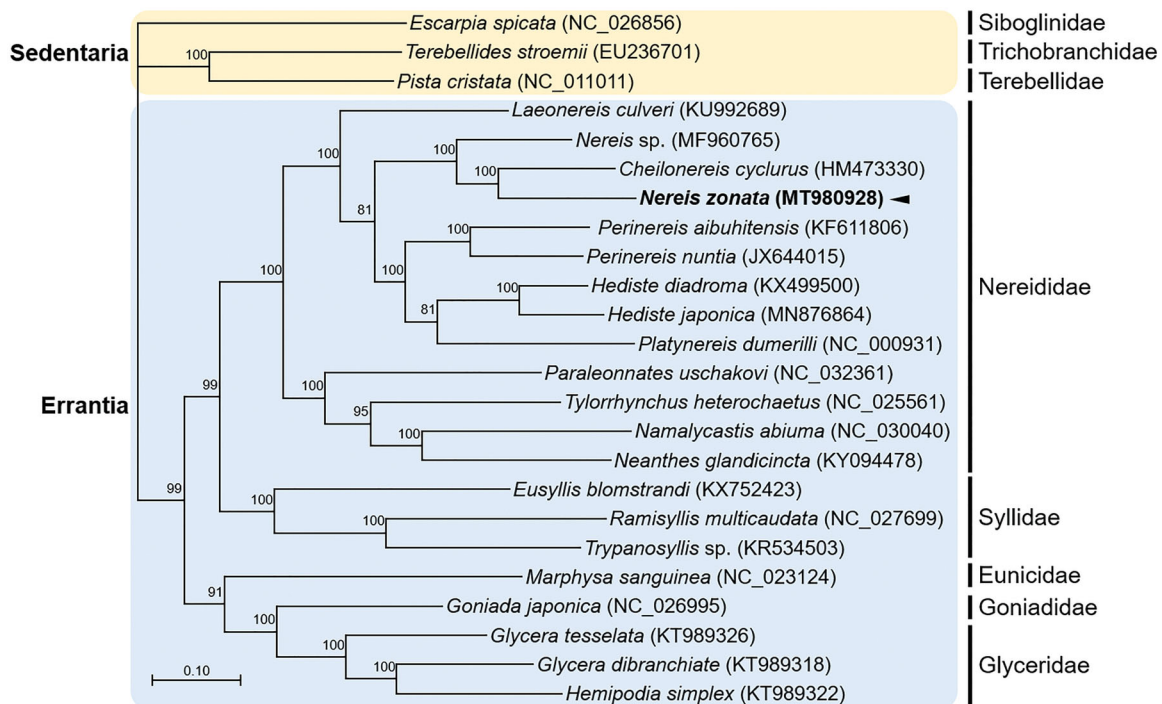 Escarpia spicata (NC_026856)
Siboglinidae
Sedentaria
100
Terebellides stroemii (EU236701)
Trichobranchidae
Pista cristata (NC_011011)
Terebellidae
Laeonereis culveri (KU992689)
100
Nereis sp. (MF960765)
100
Cheilonereis cyclurus (HM473330)
100
Nereis zonata (MT980928)
81
Perinereis aibuhitensis (KF611806)
100
Perinereis nuntia (JX644015)
100
100
Hediste diadroma (KX499500)
100
Nereididae
Hediste japonica (MN876864)
81
Platynereis dumerilli (NC_000931)
Paraleonnates uschakovi (NC_032361)
100
99
Errantia
Tylorrhynchus heterochaetus (NC_025561)
95
Namalycastis abiuma (NC_030040)
100
Neanthes glandicincta (KY094478)
99
Eusyllis blomstrandi (KX752423)
100
Ramisyllis multicaudata (NC_027699)
100
Syllidae
Trypanosyllis sp. (KR534503)
Marphysa sanguinea (NC_023124)
Eunicidae
91
Goniada japonica (NC_026995)
Goniadidae
100
Glycera tesselata (KT989326)
100
Glycera dibranchiate (KT989318)
100
Glyceridae
0.10
Hemipodia simplex (KT989322)